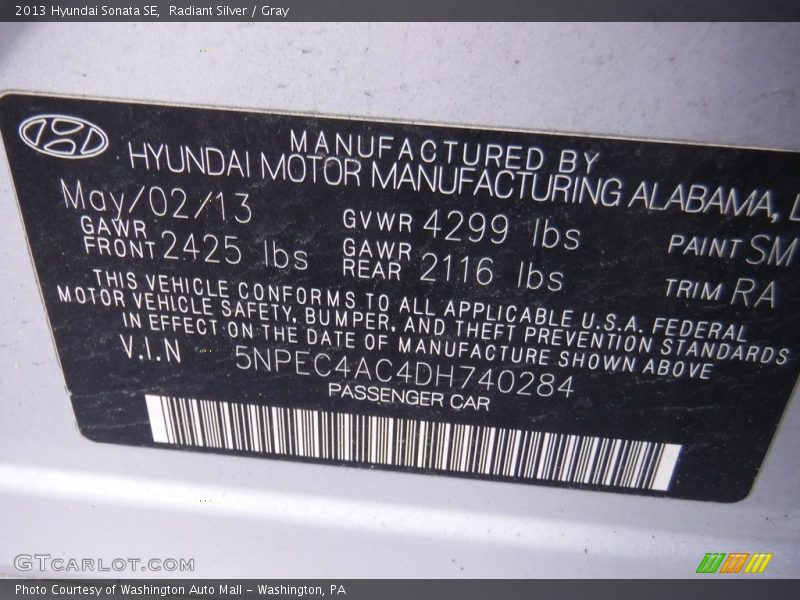 2013 Hyundai Sonata SE, Radiant Silver / Gray
MANUFACTURED BY
HYUNDAI MOTOR MANUFACTURING ALABAMA,
May/02/13 GVWR 4299 lbs PAINT SM
GAWR FRONT 2425 lbs GAWR REAR 2116 lbs TRIM RA
THIS VEHICLE CONFORMS TO ALL APPLICABLE U.S.A. FEDERAL
MOTOR VEHICLE SAFETY, BUMPER, AND THEFT PREVENTION STANDARDS
IN EFFECT ON THE DATE OF MANUFACTURE SHOWN ABOVE
V.I.N 5NPEC4AC4DH740284
PASSENGER CAR
GTCARLOT.COM
Photo Courtesy of Washington Auto Mall - Washington, PA